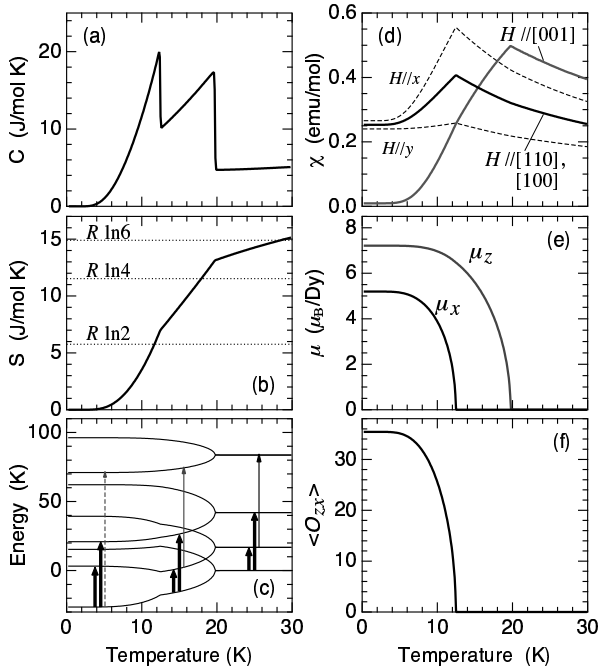 (a)
C (J/mol K)
20
10
0
(d)
χ (emu/mol)
0.6
0.4
0.2
0.0
H //[001]
H//x
H//y
H //[110],
[100]
(b)
S (J/mol K)
15
10
5
0
R ln6
R ln4
R ln2
(e)
μ (μB/Dy)
8
6
4
2
0
μz
μx
(c)
Energy (K)
100
50
0
0 10 20 30
Temperature (K)
(f)
<Ozx>
30
20
10
0
0 10 20 30
Temperature (K)